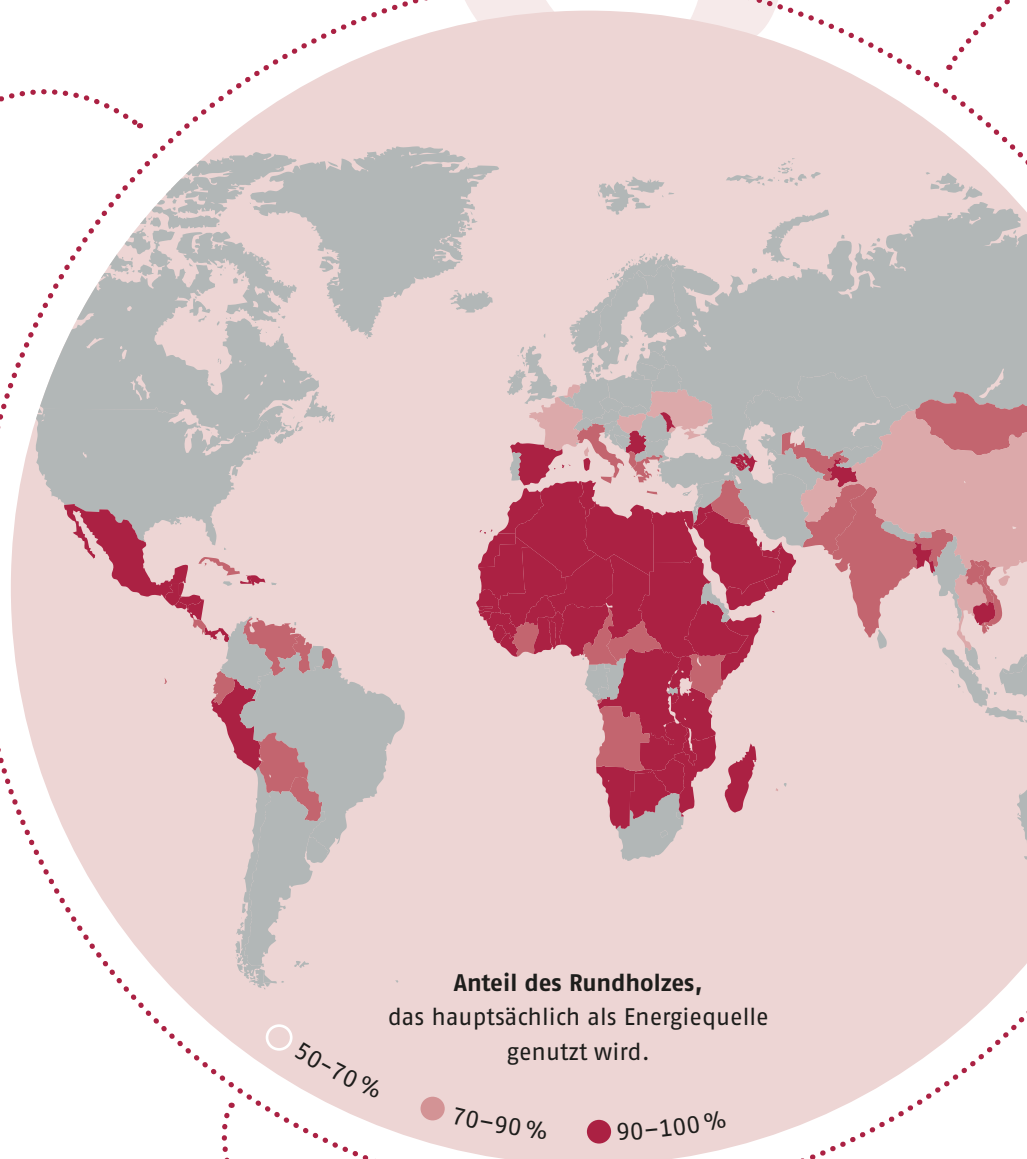 Anteil des Rundholzes,
das hauptsächlich als Energiequelle
genutzt wird.
50–70 %
70–90 %
90–100 %